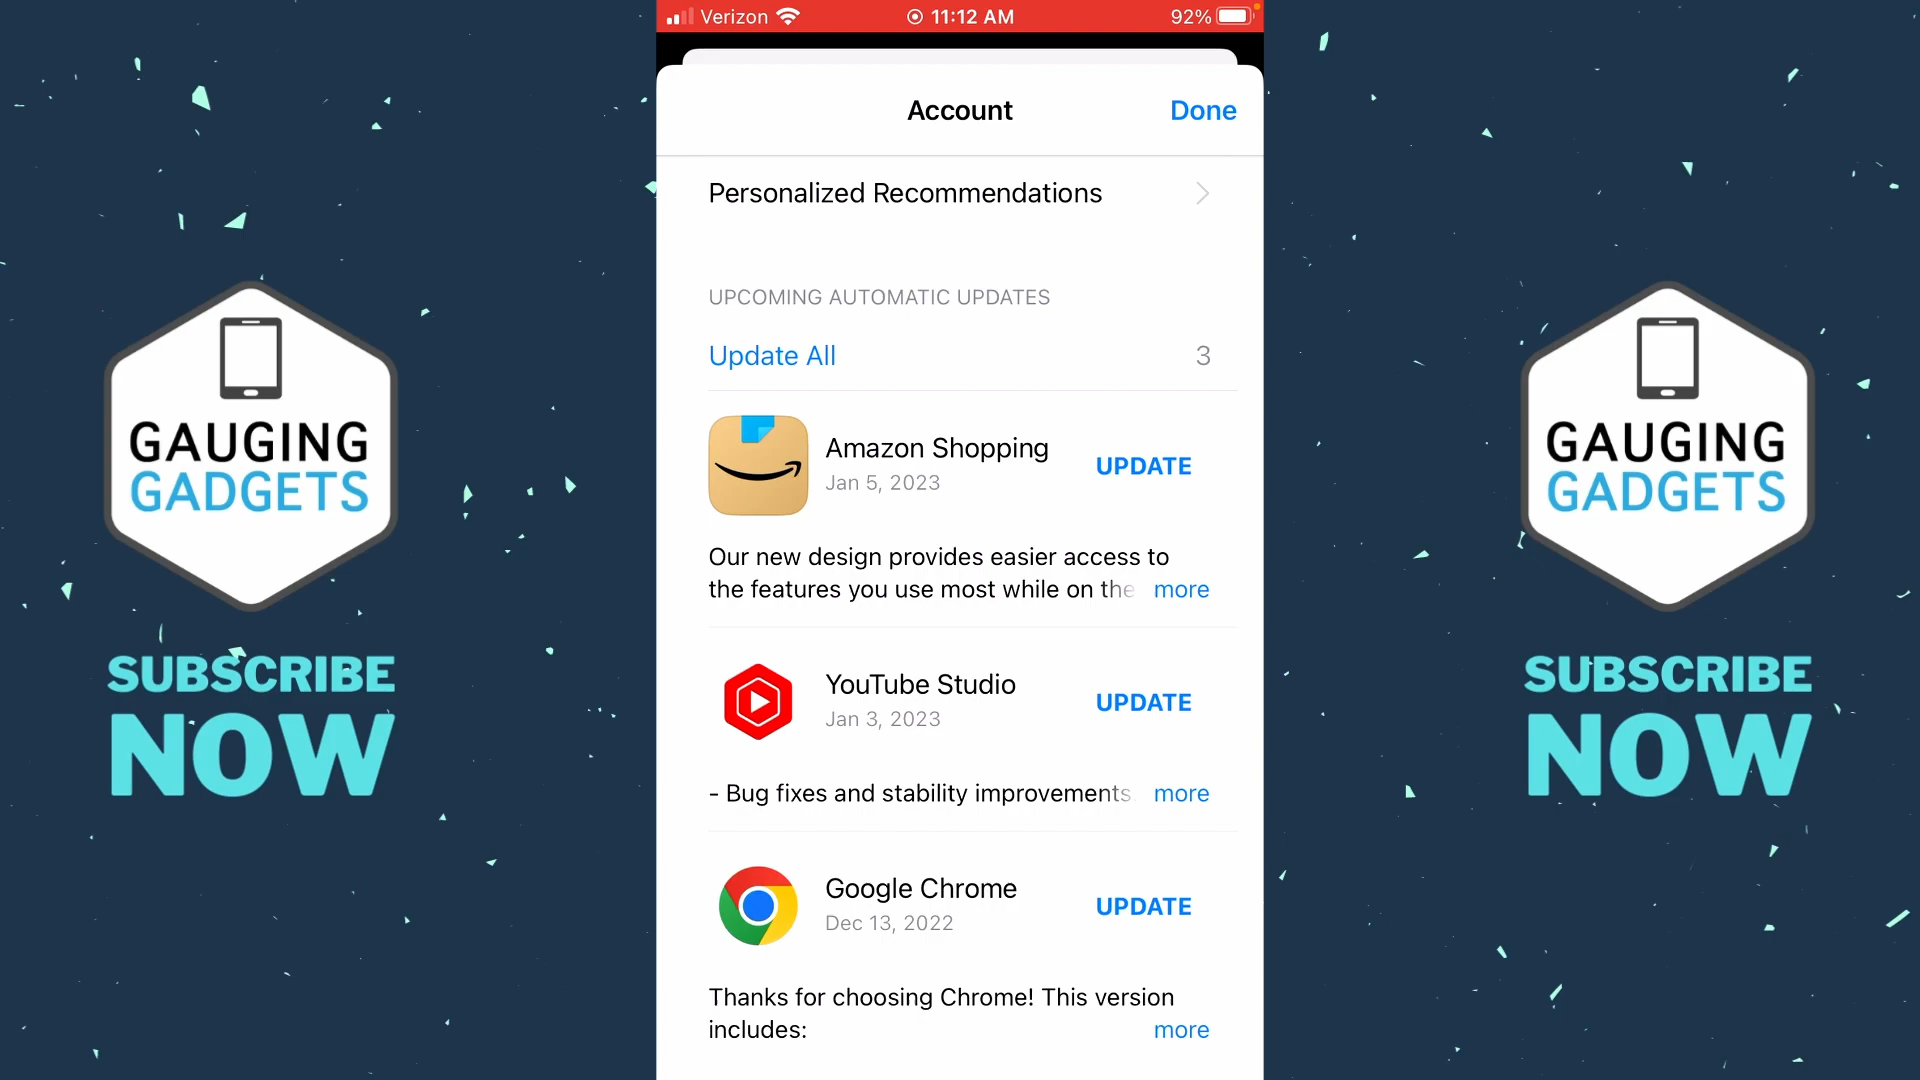 Verizon
11:12 AM
92%
Account
Done
Personalized Recommendations
UPCOMING AUTOMATIC UPDATES
Update All
3
Amazon Shopping
Jan 5, 2023
UPDATE
Our new design provides easier access to
the features you use most while on the more
YouTube Studio
Jan 3, 2023
UPDATE
- Bug fixes and stability improvements. more
Google Chrome
Dec 13, 2022
UPDATE
Thanks for choosing Chrome! This version
includes: more
GAUGING
GADGETS
SUBSCRIBE
NOW
GAUGING
GADGETS
SUBSCRIBE
NOW